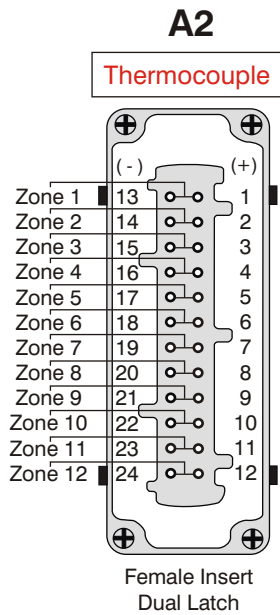 A2
Thermocouple
(-) (+)
Zone 1 13 1
Zone 2 14 2
Zone 3 15 3
Zone 4 16 4
Zone 5 17 5
Zone 6 18 6
Zone 7 19 7
Zone 8 20 8
Zone 9 21 9
Zone 10 22 10
Zone 11 23 11
Zone 12 24 12
Female Insert
Dual Latch